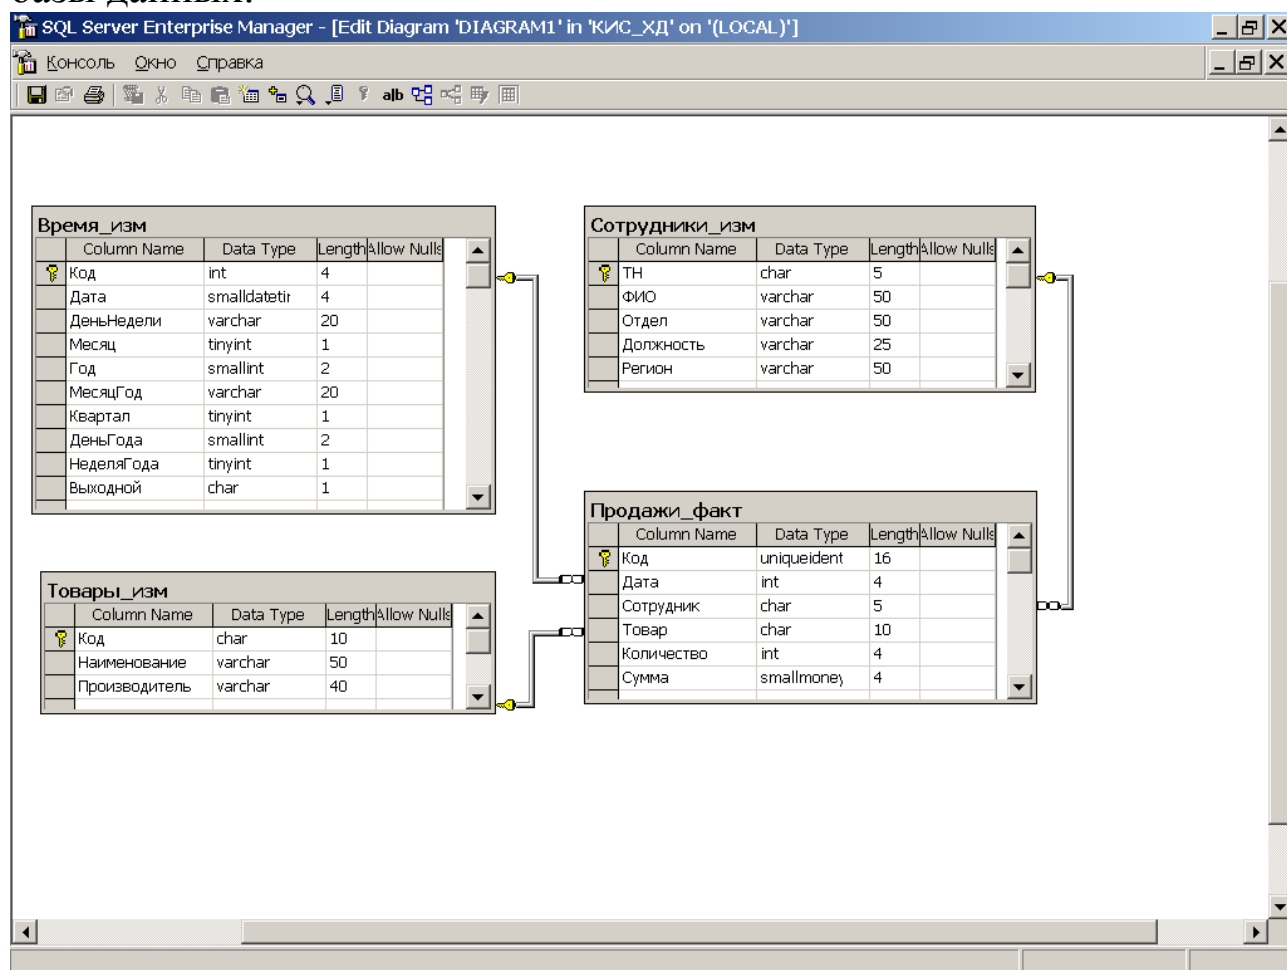 базы данных.
SQL Server Enterprise Manager - [Edit Diagram 'DIAGRAM1' in 'КИС_ХД' on '(LOCAL)']
Консоль Окно Справка
ab
Время_изм
Column Name Data Type Length Allow Nulls
Код int 4
Дата smalldatetir 4
ДеньНедели varchar 20
Месяц tinyint 1
Год smallint 2
МесяцГод varchar 20
Квартал tinyint 1
ДеньГода smallint 2
НеделяГода tinyint 1
Выходной char 1
Сотрудники_изм
Column Name Data Type Length Allow Nulls
ТН char 5
ФИО varchar 50
Отдел varchar 50
Должность varchar 25
Регион varchar 50
Товары_изм
Column Name Data Type Length Allow Nulls
Код char 10
Наименование varchar 50
Производитель varchar 40
Продажи_факт
Column Name Data Type Length Allow Nulls
Код uniqueident 16
Дата int 4
Сотрудник char 5
Товар char 10
Количество int 4
Сумма smallmoney 4